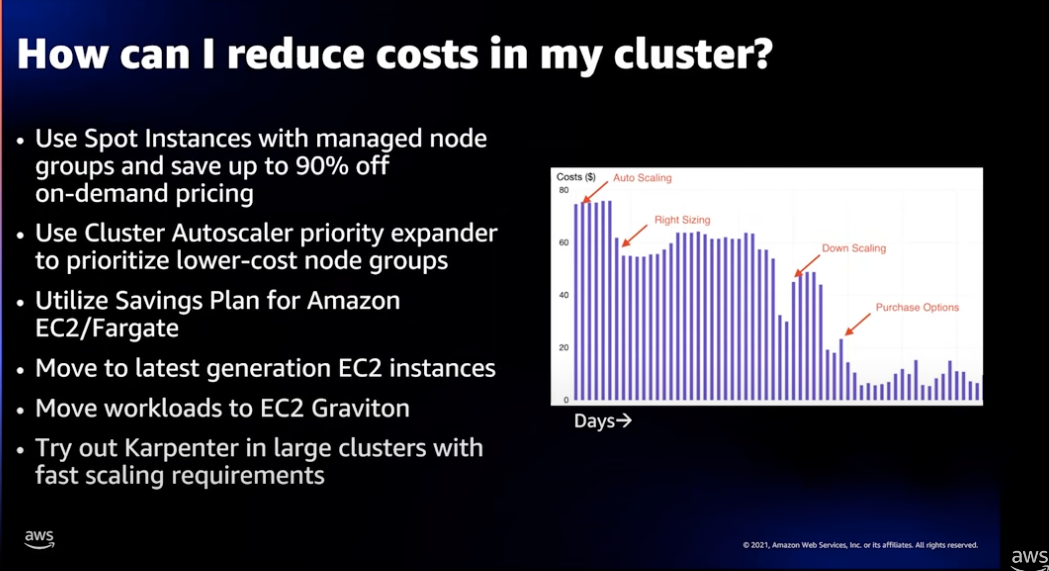 How can I reduce costs in my cluster?
• Use Spot Instances with managed node
groups and save up to 90% off
on-demand pricing
• Use Cluster Autoscaler priority expander
to prioritize lower-cost node groups
• Utilize Savings Plan for Amazon
EC2/Fargate
• Move to latest generation EC2 instances
• Move workloads to EC2 Graviton
• Try out Karpenter in large clusters with
fast scaling requirements
Costs ($)
80
60
40
20
0
Auto Scaling
Right Sizing
Down Scaling
Purchase Options
Days→
aws
© 2021, Amazon Web Services, Inc. or its affiliates. All rights reserved.
aws